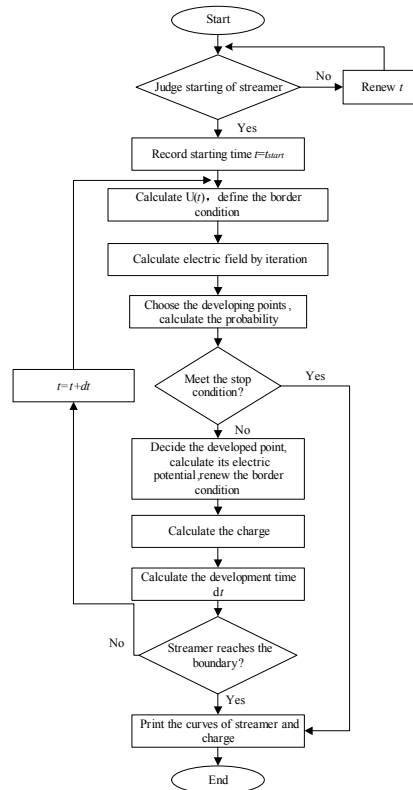 Start
Judge starting of streamer
No
Renew t
Yes
Record starting time t=tstart
Calculate U(t), define the border
condition
Calculate electric field by iteration
Choose the developing points ,
calculate the probability
t=t+dt
Meet the stop
condition?
Yes
No
Decide the developed point,
calculate its electric
potential ,renew the border
condition
Calculate the charge
Calculate the development time
dt
No
Streamer reaches the
boundary?
Yes
Print the curves of streamer and
charge
End